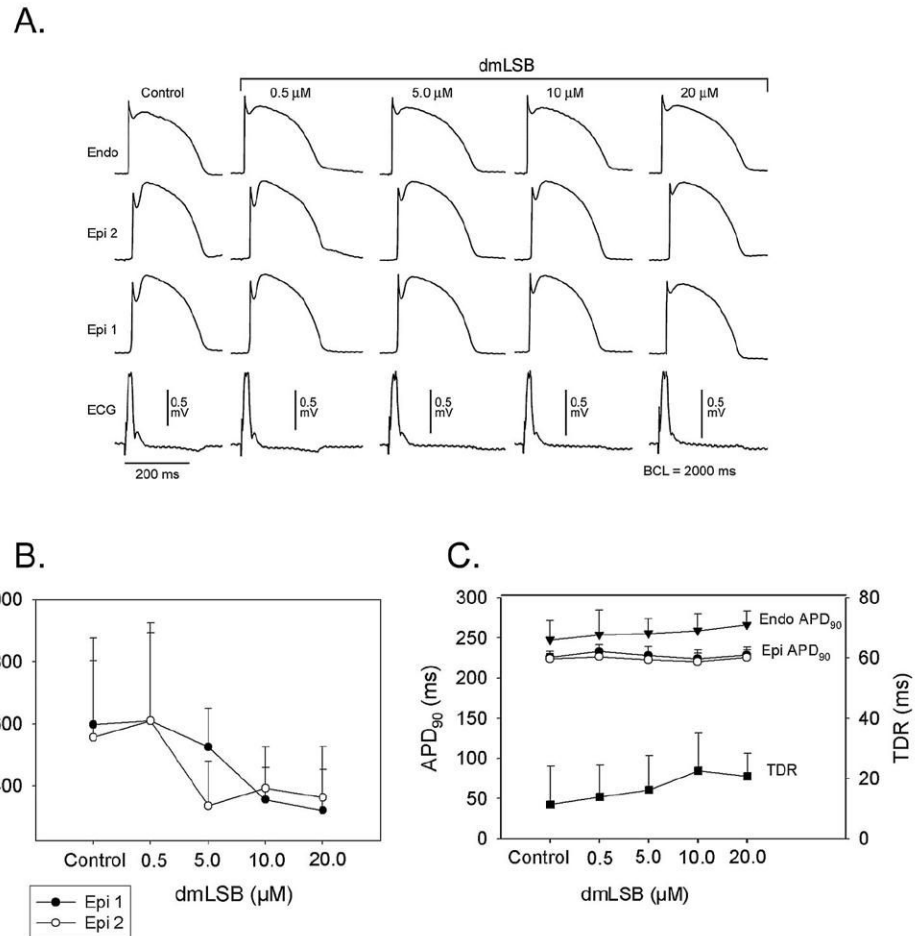 A.
dmLSB
Control 0.5 µM 5.0 µM 10 µM 20 µM
Endo
Epi 2
Epi 1
ECG
0.5 mV 0.5 mV 0.5 mV 0.5 mV 0.5 mV
200 ms
BCL = 2000 ms
B.
800
600
400
Control 0.5 5.0 10.0 20.0
dmLSB (µM)
Epi 1
Epi 2
C.
APD90 (ms)
300
250
200
150
100
50
0
Endo APD90
Epi APD90
TDR
80
60
40
20
0
TDR (ms)
Control 0.5 5.0 10.0 20.0
dmLSB (µM)